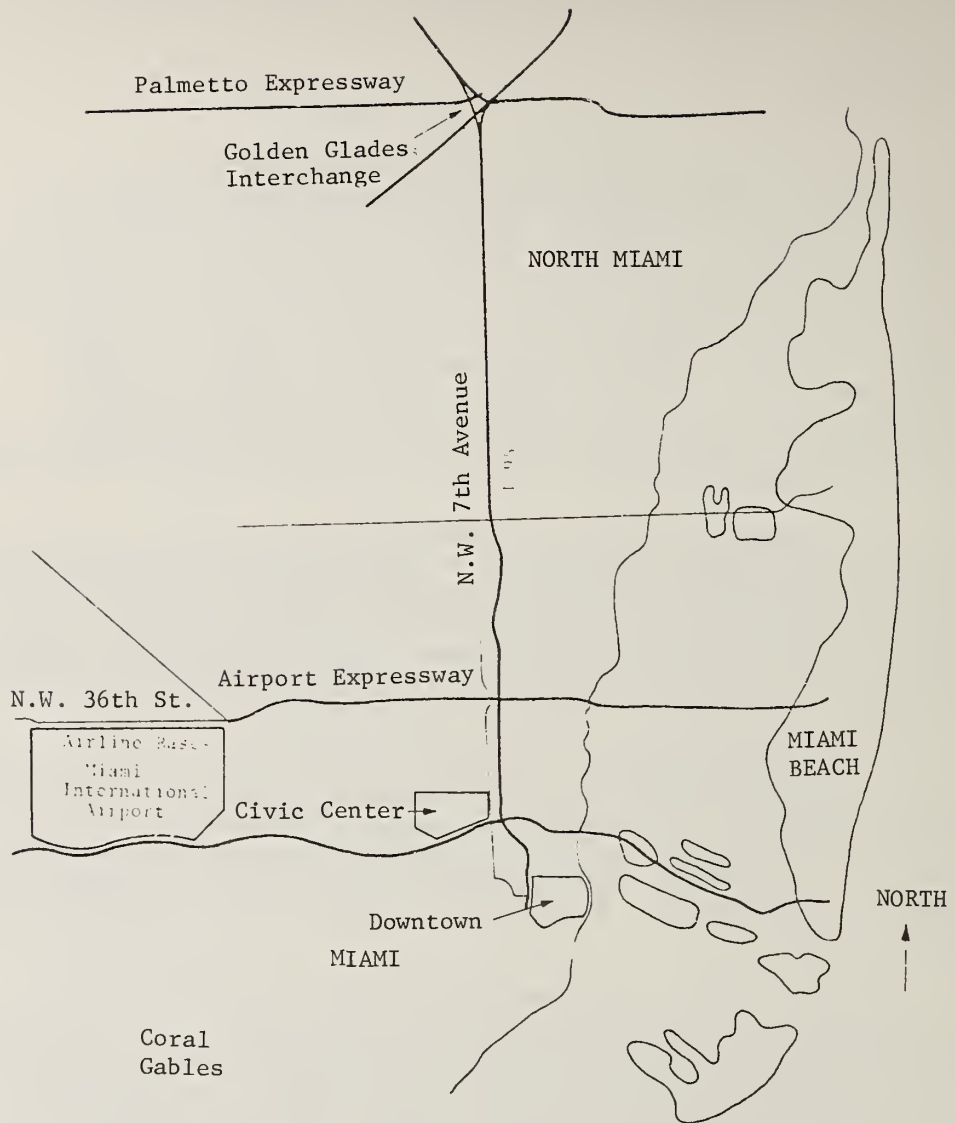 Palmetto Expressway
Golden Glades
Interchange
NORTH MIAMI
N.W. 7th Avenue
Airport Expressway
N.W. 36th St.
Airline Base
Miami
International
Airport
MIAMI
BEACH
Civic Center
NORTH
Downtown
MIAMI
Coral
Gables